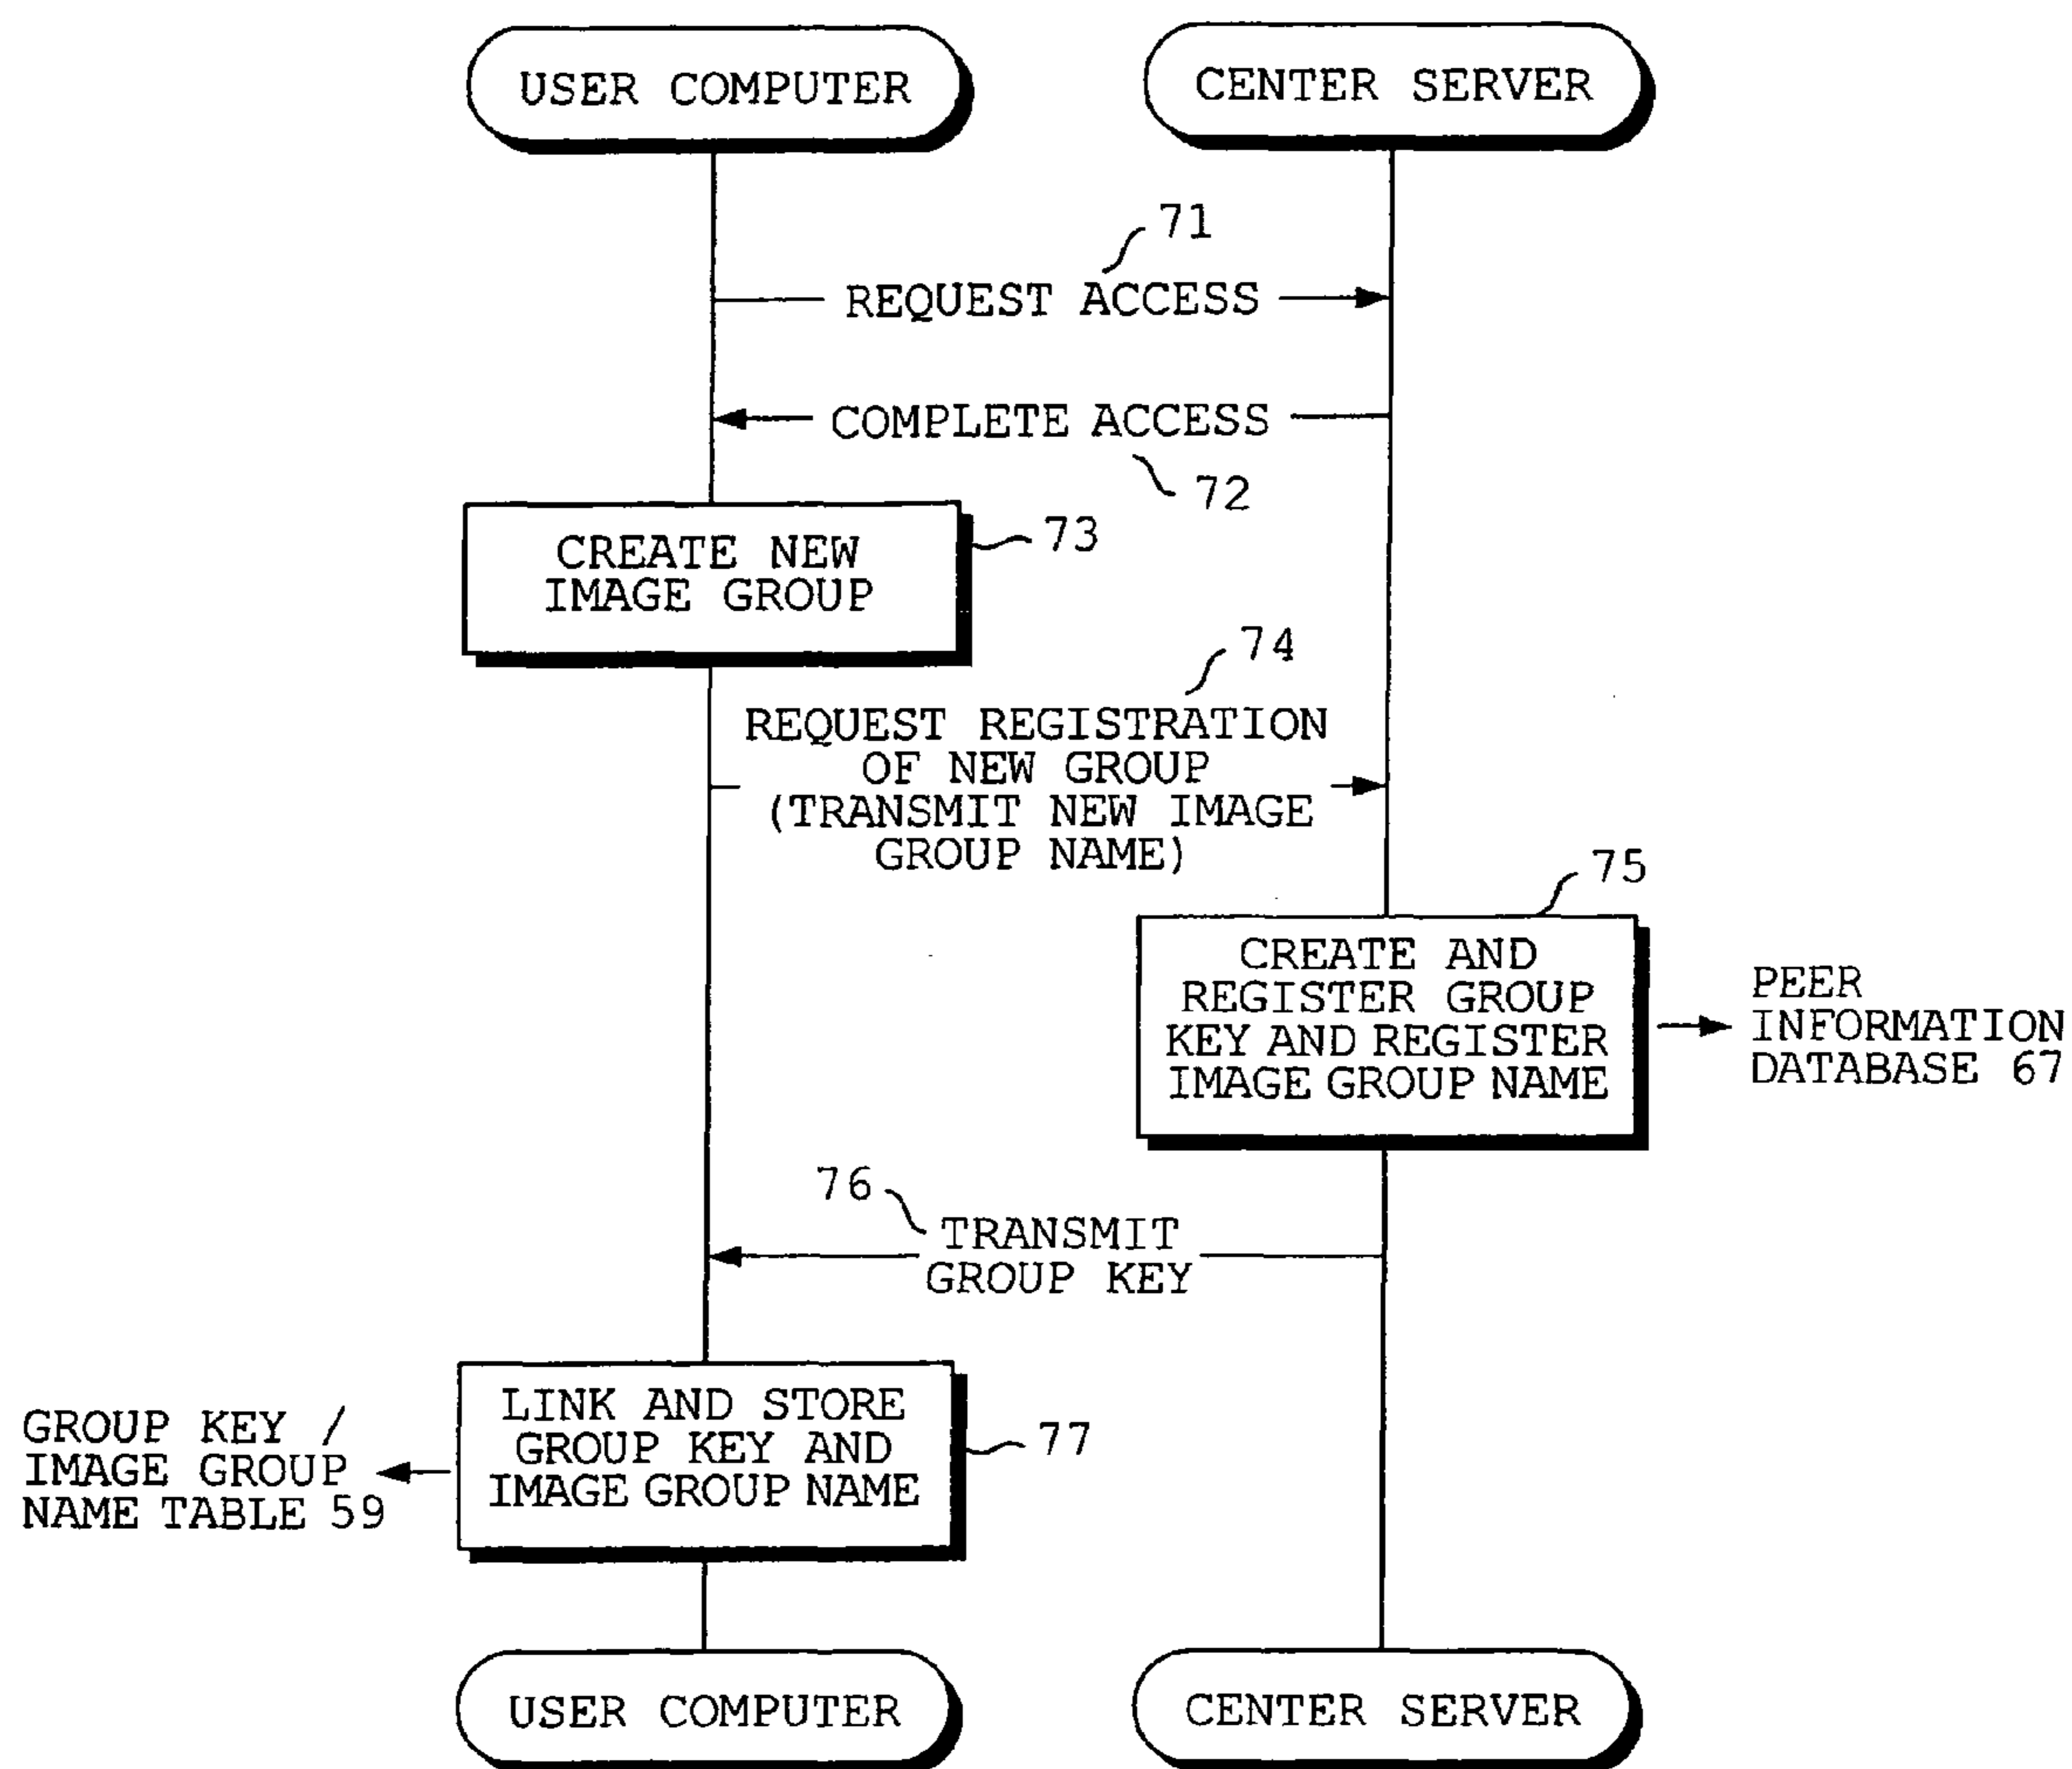 USER COMPUTER
CENTER SERVER
71
REQUEST ACCESS
COMPLETE ACCESS
72
CREATE NEW
IMAGE GROUP
73
74
REQUEST REGISTRATION
OF NEW GROUP
(TRANSMIT NEW IMAGE
GROUP NAME)
75
CREATE AND
REGISTER GROUP
KEY AND REGISTER
IMAGE GROUP NAME
PEER
INFORMATION
DATABASE 67
76
TRANSMIT
GROUP KEY
LINK AND STORE
GROUP KEY AND
IMAGE GROUP NAME
77
GROUP KEY /
IMAGE GROUP
NAME TABLE 59
USER COMPUTER
CENTER SERVER